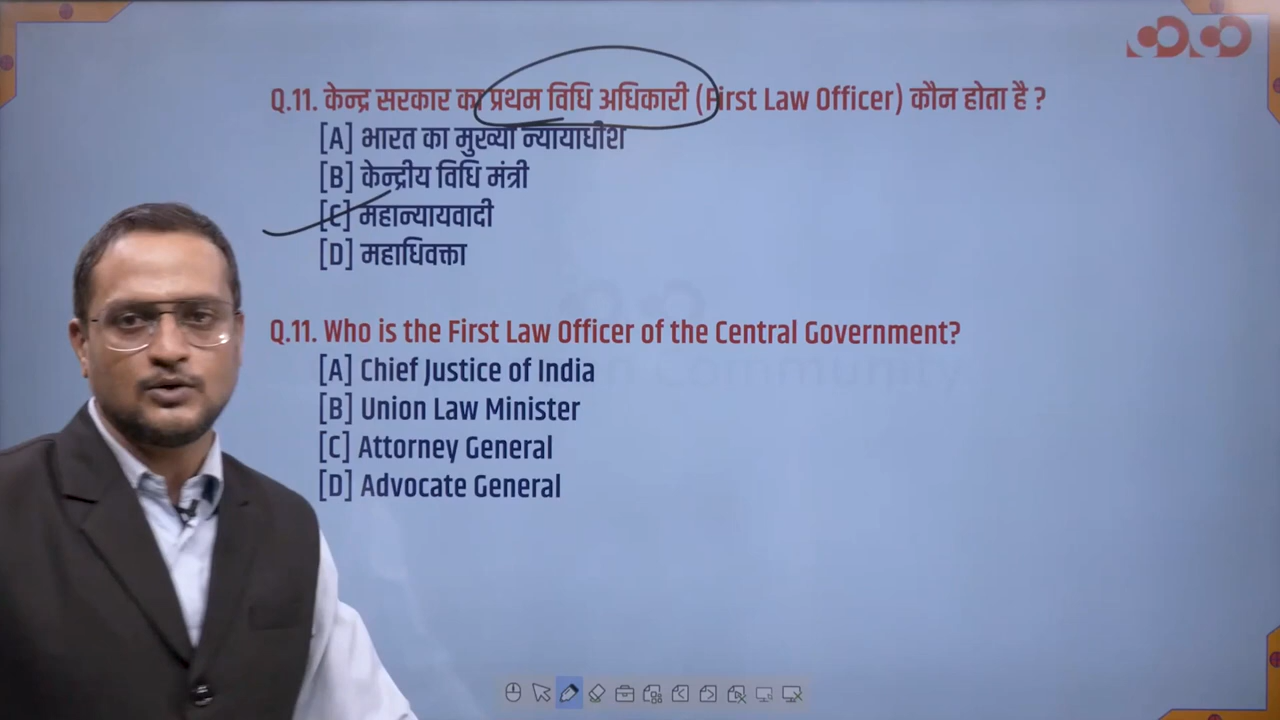 Q.11. केन्द्र सरकार का प्रथम विधि अधिकारी (First Law Officer) कौन होता है ?
[A] भारत का मुख्या न्यायाधीश
[B] केन्द्रीय विधि मंत्री
[C] महान्यायवादी
[D] महाधिवक्ता
Q.11. Who is the First Law Officer of the Central Government?
[A] Chief Justice of India
[B] Union Law Minister
[C] Attorney General
[D] Advocate General